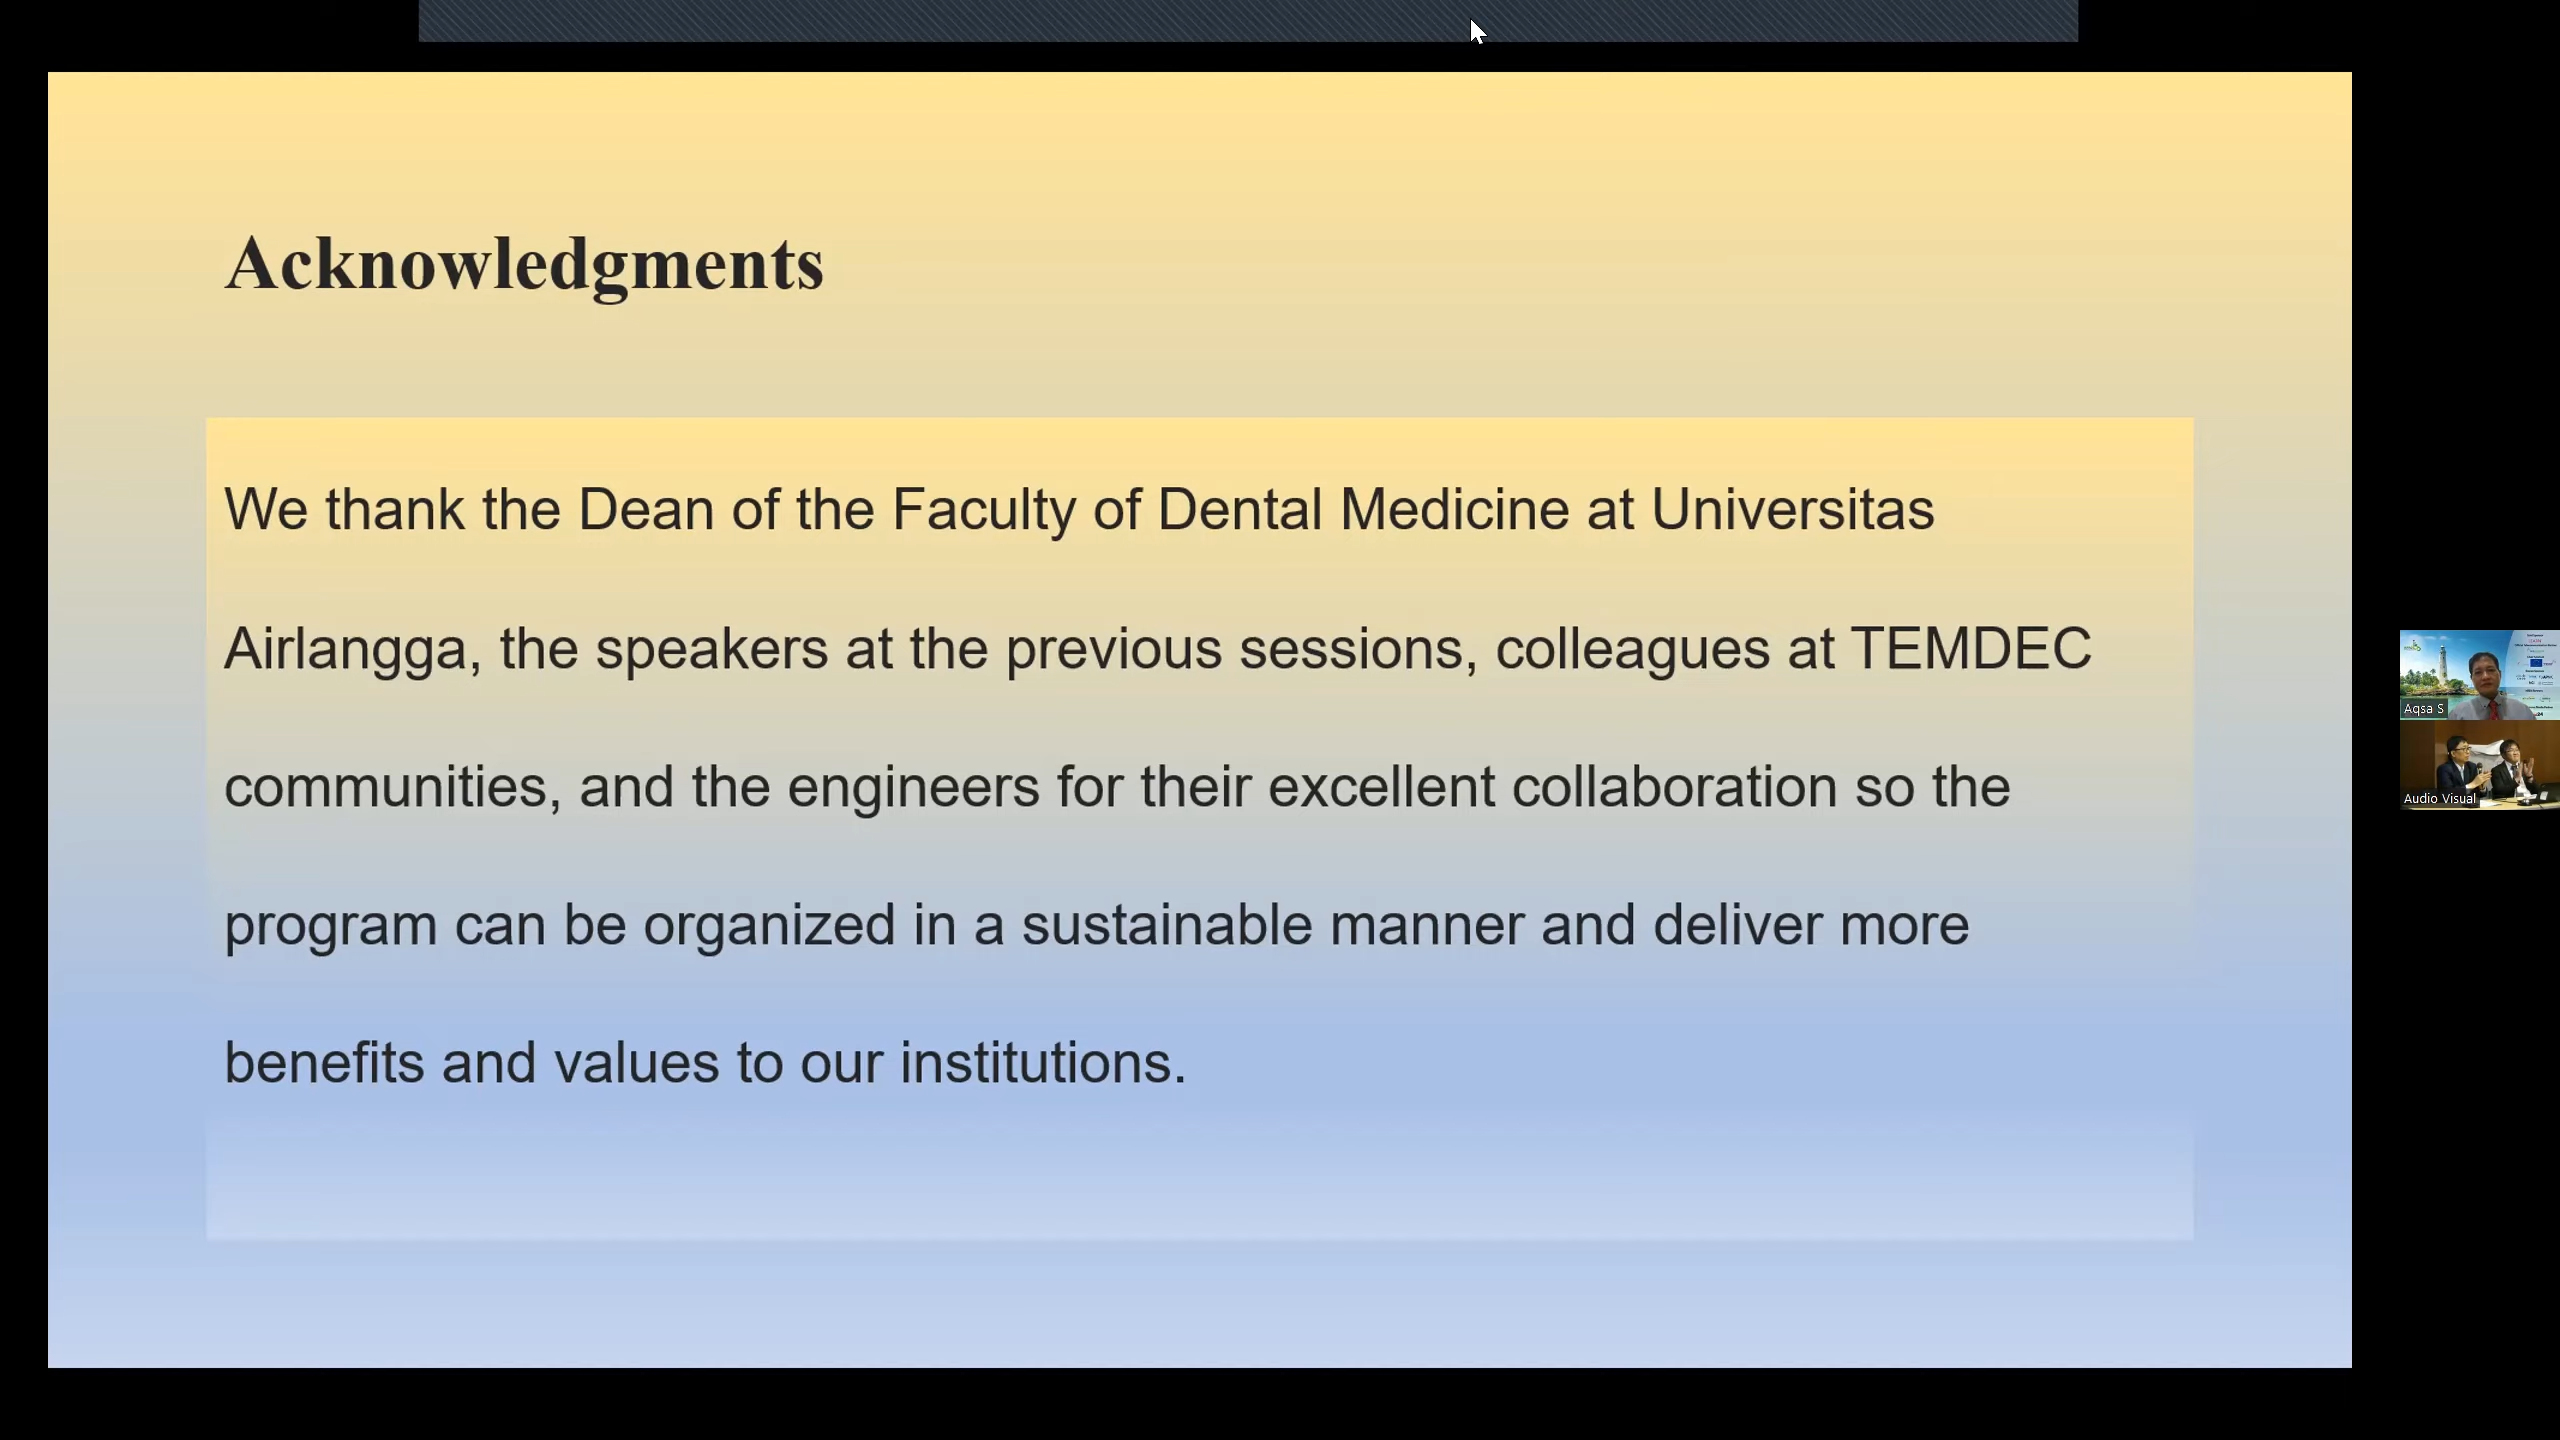 Acknowledgments
We thank the Dean of the Faculty of Dental Medicine at Universitas
Airlangga, the speakers at the previous sessions, colleagues at TEMDEC
communities, and the engineers for their excellent collaboration so the
program can be organized in a sustainable manner and deliver more
benefits and values to our institutions.
Aqsa S
Audio Visual